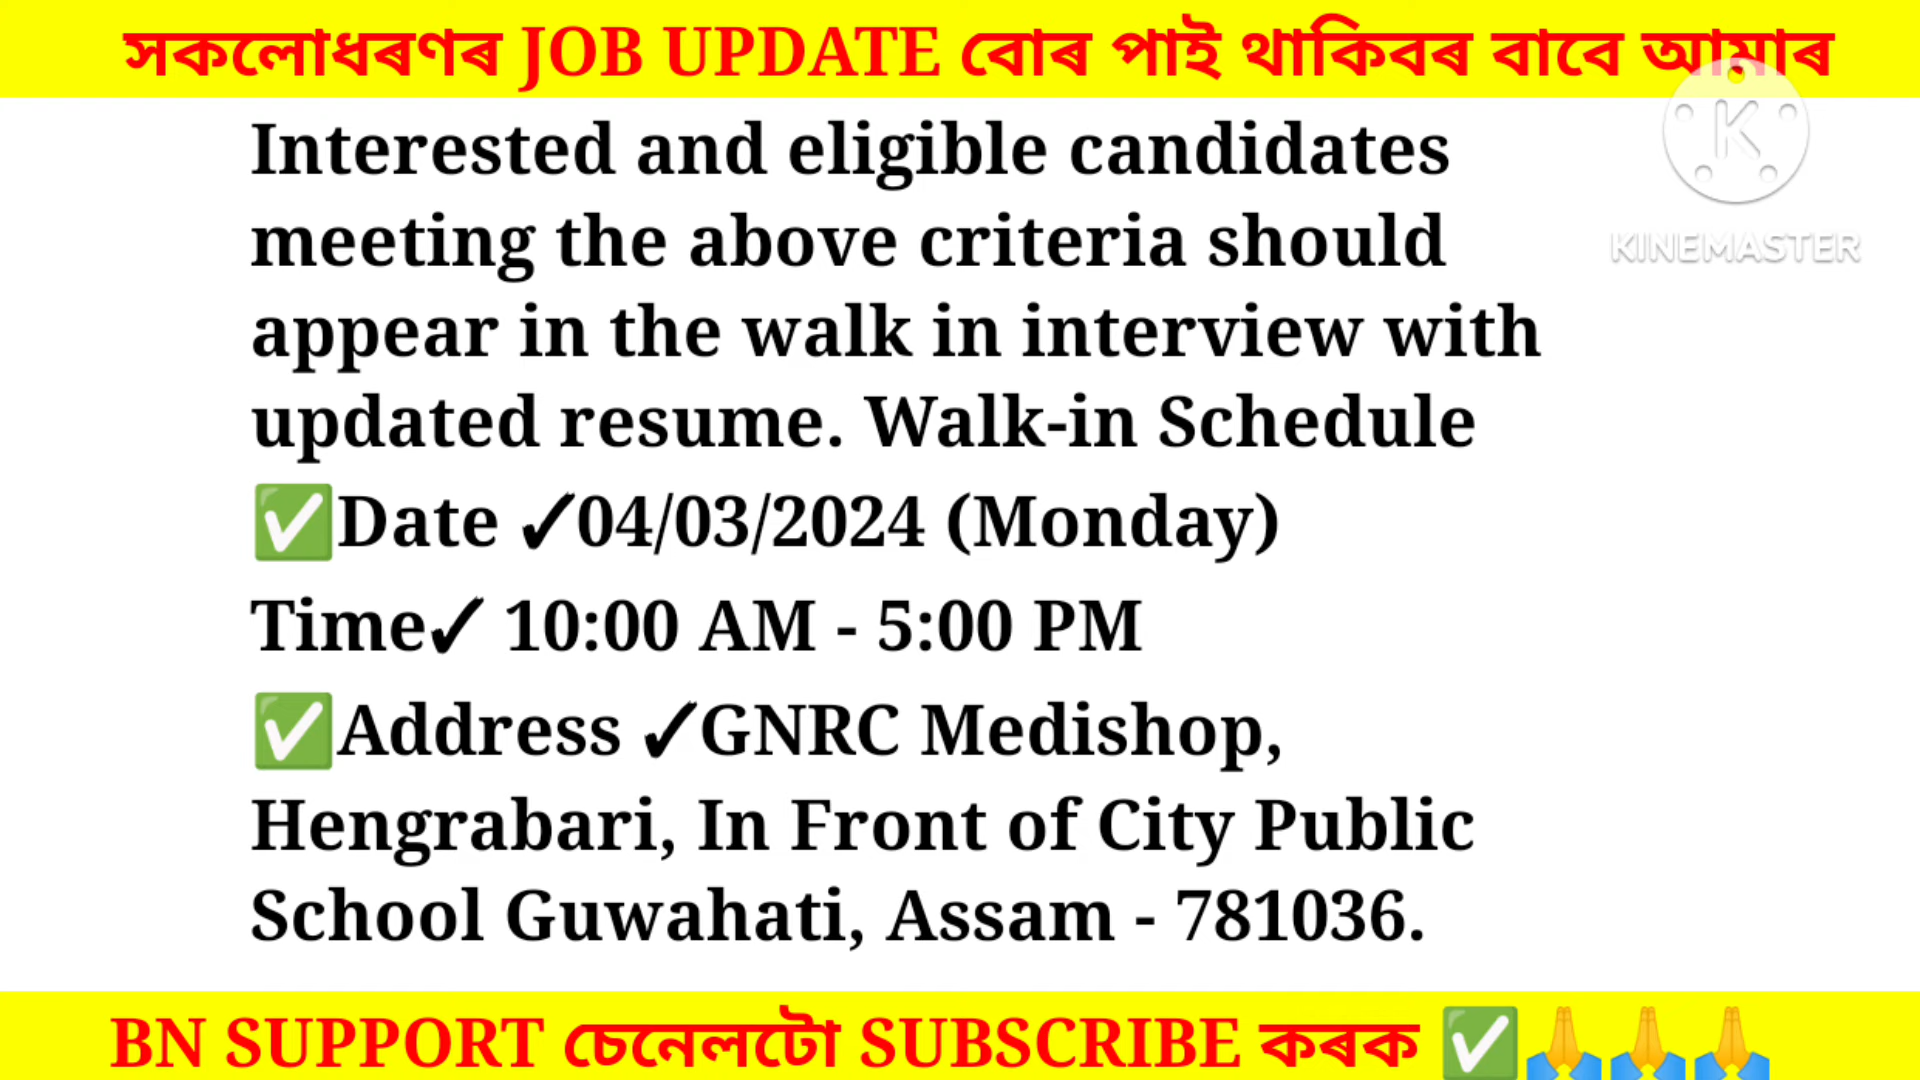 সকলোধৰণৰ JOB UPDATE বোৰ পাই থাকিবৰ বাবে আমাৰ
Interested and eligible candidates
meeting the above criteria should
appear in the walk in interview with
updated resume. Walk-in Schedule
✅Date ✓04/03/2024 (Monday)
Time✓ 10:00 AM - 5:00 PM
✅Address ✓GNRC Medishop,
Hengrabari, In Front of City Public
School Guwahati, Assam - 781036.
BN SUPPORT চেনেলটো SUBSCRIBE কৰক ✅🙏🙏🙏
K
KINEMASTER